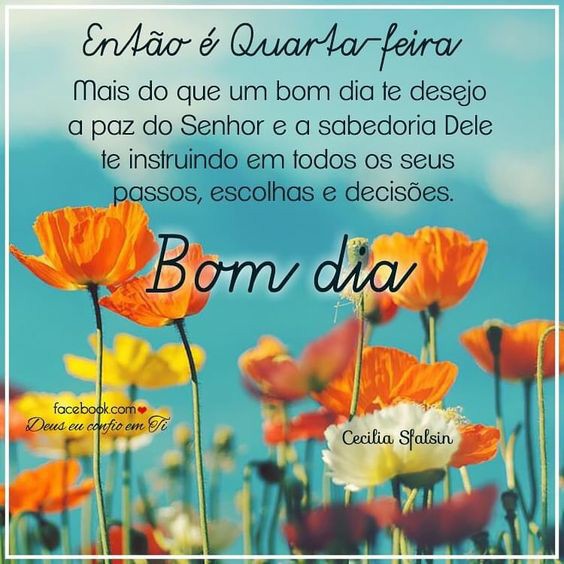 Então é Quarta-feira
Mais do que um bom dia te desejo
a paz do Senhor e a sabedoria Dele
te instruindo em todos os seus
passos, escolhas e decisões.
Bom dia
facebook.com❤
Deus eu confio em Ti
Cecilia Sfalsin